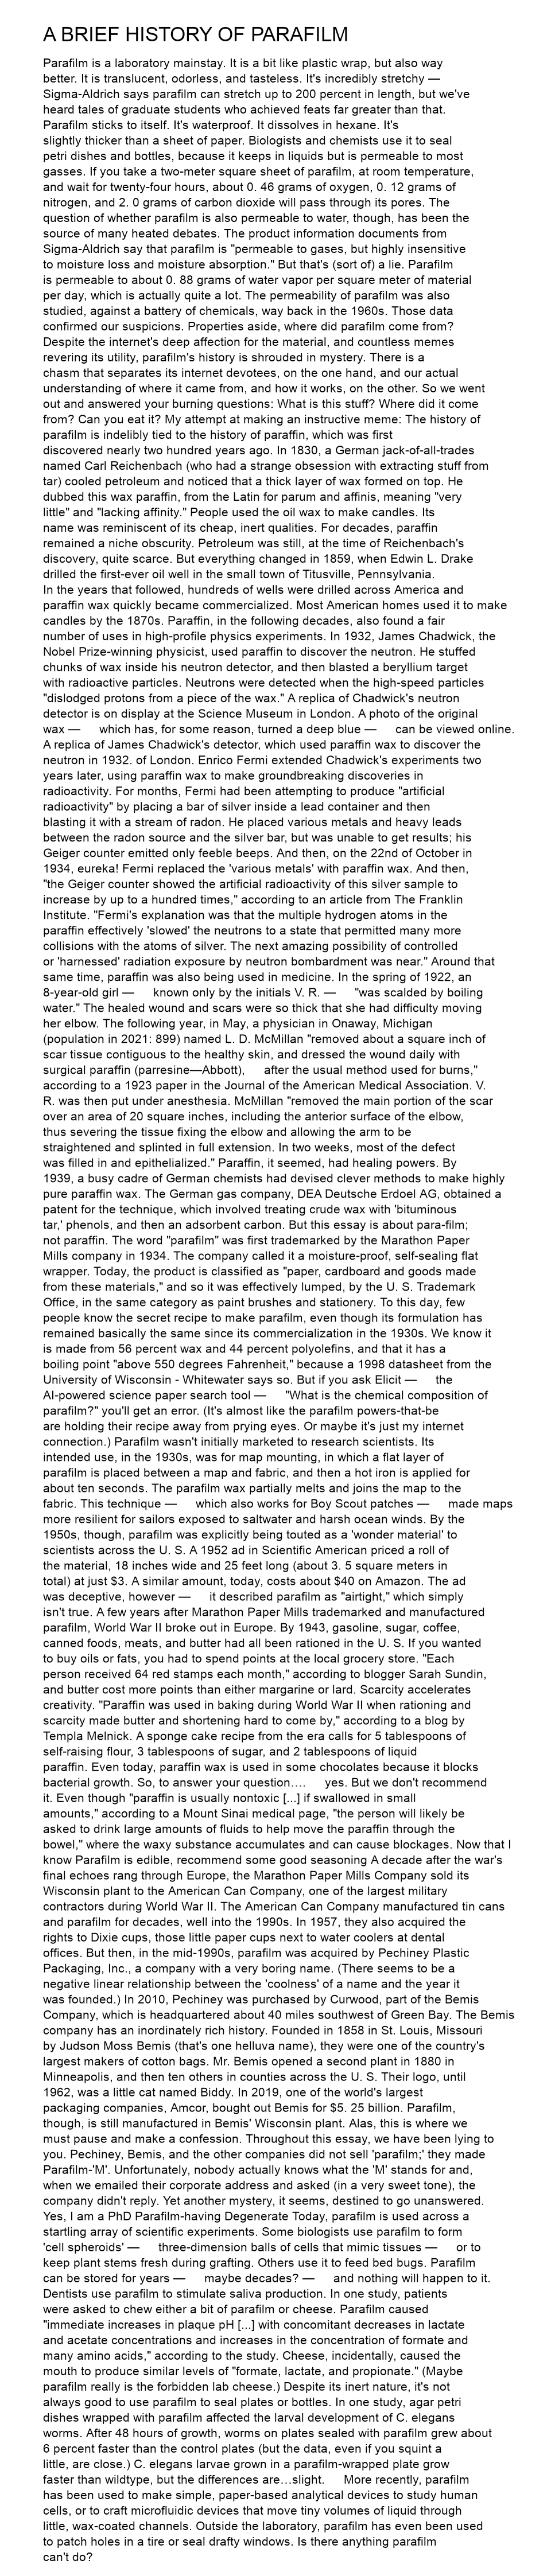 A BRIEF HISTORY OF PARAFILM
Parafilm is a laboratory mainstay. It is a bit like plastic wrap, but also way
better. It is translucent, odorless, and tasteless. It's incredibly stretchy —
Sigma-Aldrich says parafilm can stretch up to 200 percent in length, but we've
heard tales of graduate students who achieved feats far greater than that.
Parafilm sticks to itself. It's waterproof. It dissolves in hexane. It's
slightly thicker than a sheet of paper. Biologists and chemists use it to seal
petri dishes and bottles, because it keeps in liquids but is permeable to most
gasses. If you take a two-meter square sheet of parafilm, at room temperature,
and wait for twenty-four hours, about 0. 46 grams of oxygen, 0. 12 grams of
nitrogen, and 2. 0 grams of carbon dioxide will pass through its pores. The
question of whether parafilm is also permeable to water, though, has been the
source of many heated debates. The product information documents from
Sigma-Aldrich say that parafilm is "permeable to gases, but highly insensitive
to moisture loss and moisture absorption." But that's (sort of) a lie. Parafilm
is permeable to about 0. 88 grams of water vapor per square meter of material
per day, which is actually quite a lot. The permeability of parafilm was also
studied, against a battery of chemicals, way back in the 1960s. Those data
confirmed our suspicions. Properties aside, where did parafilm come from?
Despite the internet's deep affection for the material, and countless memes
revering its utility, parafilm's history is shrouded in mystery. There is a
chasm that separates its internet devotees, on the one hand, and our actual
understanding of where it came from, and how it works, on the other. So we went
out and answered your burning questions: What is this stuff? Where did it come
from? Can you eat it? My attempt at making an instructive meme: The history of
parafilm is indelibly tied to the history of paraffin, which was first
discovered nearly two hundred years ago. In 1830, a German jack-of-all-trades
named Carl Reichenbach (who had a strange obsession with extracting stuff from
tar) cooled petroleum and noticed that a thick layer of wax formed on top. He
dubbed this wax paraffin, from the Latin for parum and affinis, meaning "very
little" and "lacking affinity." People used the oil wax to make candles. Its
name was reminiscent of its cheap, inert qualities. For decades, paraffin
remained a niche obscurity. Petroleum was still, at the time of Reichenbach's
discovery, quite scarce. But everything changed in 1859, when Edwin L. Drake
drilled the first-ever oil well in the small town of Titusville, Pennsylvania.
In the years that followed, hundreds of wells were drilled across America and
paraffin wax quickly became commercialized. Most American homes used it to make
candles by the 1870s. Paraffin, in the following decades, also found a fair
number of uses in high-profile physics experiments. In 1932, James Chadwick, the
Nobel Prize-winning physicist, used paraffin to discover the neutron. He stuffed
chunks of wax inside his neutron detector, and then blasted a beryllium target
with radioactive particles. Neutrons were detected when the high-speed particles
"dislodged protons from a piece of the wax." A replica of Chadwick's neutron
detector is on display at the Science Museum in London. A photo of the original
wax — which has, for some reason, turned a deep blue — can be viewed online.
A replica of James Chadwick's detector, which used paraffin wax to discover the
neutron in 1932. of London. Enrico Fermi extended Chadwick's experiments two
years later, using paraffin wax to make groundbreaking discoveries in
radioactivity. For months, Fermi had been attempting to produce "artificial
radioactivity" by placing a bar of silver inside a lead container and then
blasting it with a stream of radon. He placed various metals and heavy leads
between the radon source and the silver bar, but was unable to get results; his
Geiger counter emitted only feeble beeps. And then, on the 22nd of October in
1934, eureka! Fermi replaced the 'various metals' with paraffin wax. And then,
"the Geiger counter showed the artificial radioactivity of this silver sample to
increase by up to a hundred times," according to an article from The Franklin
Institute. "Fermi's explanation was that the multiple hydrogen atoms in the
paraffin effectively 'slowed' the neutrons to a state that permitted many more
collisions with the atoms of silver. The next amazing possibility of controlled
or 'harnessed' radiation exposure by neutron bombardment was near." Around that
same time, paraffin was also being used in medicine. In the spring of 1922, an
8-year-old girl — known only by the initials V. R. — "was scalded by boiling
water." The healed wound and scars were so thick that she had difficulty moving
her elbow. The following year, in May, a physician in Onaway, Michigan
(population in 2021: 899) named L. D. McMillan "removed about a square inch of
scar tissue contiguous to the healthy skin, and dressed the wound daily with
surgical paraffin (parresine—Abbott), after the usual method used for burns,"
according to a 1923 paper in the Journal of the American Medical Association. V.
R. was then put under anesthesia. McMillan "removed the main portion of the scar
over an area of 20 square inches, including the anterior surface of the elbow,
thus severing the tissue fixing the elbow and allowing the arm to be
straightened and splinted in full extension. In two weeks, most of the defect
was filled in and epithelialized." Paraffin, it seemed, had healing powers. By
1939, a busy cadre of German chemists had devised clever methods to make highly
pure paraffin wax. The German gas company, DEA Deutsche Erdoel AG, obtained a
patent for the technique, which involved treating crude wax with 'bituminous
tar,' phenols, and then an adsorbent carbon. But this essay is about para-film;
not paraffin. The word "parafilm" was first trademarked by the Marathon Paper
Mills company in 1934. The company called it a moisture-proof, self-sealing flat
wrapper. Today, the product is classified as "paper, cardboard and goods made
from these materials," and so it was effectively lumped, by the U. S. Trademark
Office, in the same category as paint brushes and stationery. To this day, few
people know the secret recipe to make parafilm, even though its formulation has
remained basically the same since its commercialization in the 1930s. We know it
is made from 56 percent wax and 44 percent polyolefins, and that it has a
boiling point "above 550 degrees Fahrenheit," because a 1998 datasheet from the
University of Wisconsin - Whitewater says so. But if you ask Elicit — the
AI-powered science paper search tool — "What is the chemical composition of
parafilm?" you'll get an error. (It's almost like the parafilm powers-that-be
are holding their recipe away from prying eyes. Or maybe it's just my internet
connection.) Parafilm wasn't initially marketed to research scientists. Its
intended use, in the 1930s, was for map mounting, in which a flat layer of
parafilm is placed between a map and fabric, and then a hot iron is applied for
about ten seconds. The parafilm wax partially melts and joins the map to the
fabric. This technique — which also works for Boy Scout patches — made maps
more resilient for sailors exposed to saltwater and harsh ocean winds. By the
1950s, though, parafilm was explicitly being touted as a 'wonder material' to
scientists across the U. S. A 1952 ad in Scientific American priced a roll of
the material, 18 inches wide and 25 feet long (about 3. 5 square meters in
total) at just $3. A similar amount, today, costs about $40 on Amazon. The ad
was deceptive, however — it described parafilm as "airtight," which simply
isn't true. A few years after Marathon Paper Mills trademarked and manufactured
parafilm, World War II broke out in Europe. By 1943, gasoline, sugar, coffee,
canned foods, meats, and butter had all been rationed in the U. S. If you wanted
to buy oils or fats, you had to spend points at the local grocery store. "Each
person received 64 red stamps each month," according to blogger Sarah Sundin,
and butter cost more points than either margarine or lard. Scarcity accelerates
creativity. "Paraffin was used in baking during World War II when rationing and
scarcity made butter and shortening hard to come by," according to a blog by
Templa Melnick. A sponge cake recipe from the era calls for 5 tablespoons of
self-raising flour, 3 tablespoons of sugar, and 2 tablespoons of liquid
paraffin. Even today, paraffin wax is used in some chocolates because it blocks
bacterial growth. So, to answer your question…. yes. But we don't recommend
it. Even though "paraffin is usually nontoxic [...] if swallowed in small
amounts," according to a Mount Sinai medical page, "the person will likely be
asked to drink large amounts of fluids to help move the paraffin through the
bowel," where the waxy substance accumulates and can cause blockages. Now that I
know Parafilm is edible, recommend some good seasoning A decade after the war's
final echoes rang through Europe, the Marathon Paper Mills Company sold its
Wisconsin plant to the American Can Company, one of the largest military
contractors during World War II. The American Can Company manufactured tin cans
and parafilm for decades, well into the 1990s. In 1957, they also acquired the
rights to Dixie cups, those little paper cups next to water coolers at dental
offices. But then, in the mid-1990s, parafilm was acquired by Pechiney Plastic
Packaging, Inc., a company with a very boring name. (There seems to be a
negative linear relationship between the 'coolness' of a name and the year it
was founded.) In 2010, Pechiney was purchased by Curwood, part of the Bemis
Company, which is headquartered about 40 miles southwest of Green Bay. The Bemis
company has an inordinately rich history. Founded in 1858 in St. Louis, Missouri
by Judson Moss Bemis (that's one helluva name), they were one of the country's
largest makers of cotton bags. Mr. Bemis opened a second plant in 1880 in
Minneapolis, and then ten others in counties across the U. S. Their logo, until
1962, was a little cat named Biddy. In 2019, one of the world's largest
packaging companies, Amcor, bought out Bemis for $5. 25 billion. Parafilm,
though, is still manufactured in Bemis' Wisconsin plant. Alas, this is where we
must pause and make a confession. Throughout this essay, we have been lying to
you. Pechiney, Bemis, and the other companies did not sell 'parafilm;' they made
Parafilm-'M'. Unfortunately, nobody actually knows what the 'M' stands for and,
when we emailed their corporate address and asked (in a very sweet tone), the
company didn't reply. Yet another mystery, it seems, destined to go unanswered.
Yes, I am a PhD Parafilm-having Degenerate Today, parafilm is used across a
startling array of scientific experiments. Some biologists use parafilm to form
'cell spheroids' — three-dimension balls of cells that mimic tissues — or to
keep plant stems fresh during grafting. Others use it to feed bed bugs. Parafilm
can be stored for years — maybe decades? — and nothing will happen to it.
Dentists use parafilm to stimulate saliva production. In one study, patients
were asked to chew either a bit of parafilm or cheese. Parafilm caused
"immediate increases in plaque pH [...] with concomitant decreases in lactate
and acetate concentrations and increases in the concentration of formate and
many amino acids," according to the study. Cheese, incidentally, caused the
mouth to produce similar levels of "formate, lactate, and propionate." (Maybe
parafilm really is the forbidden lab cheese.) Despite its inert nature, it's not
always good to use parafilm to seal plates or bottles. In one study, agar petri
dishes wrapped with parafilm affected the larval development of C. elegans
worms. After 48 hours of growth, worms on plates sealed with parafilm grew about
6 percent faster than the control plates (but the data, even if you squint a
little, are close.) C. elegans larvae grown in a parafilm-wrapped plate grow
faster than wildtype, but the differences are…slight. More recently, parafilm
has been used to make simple, paper-based analytical devices to study human
cells, or to craft microfluidic devices that move tiny volumes of liquid through
little, wax-coated channels. Outside the laboratory, parafilm has even been used
to patch holes in a tire or seal drafty windows. Is there anything parafilm
can't do?